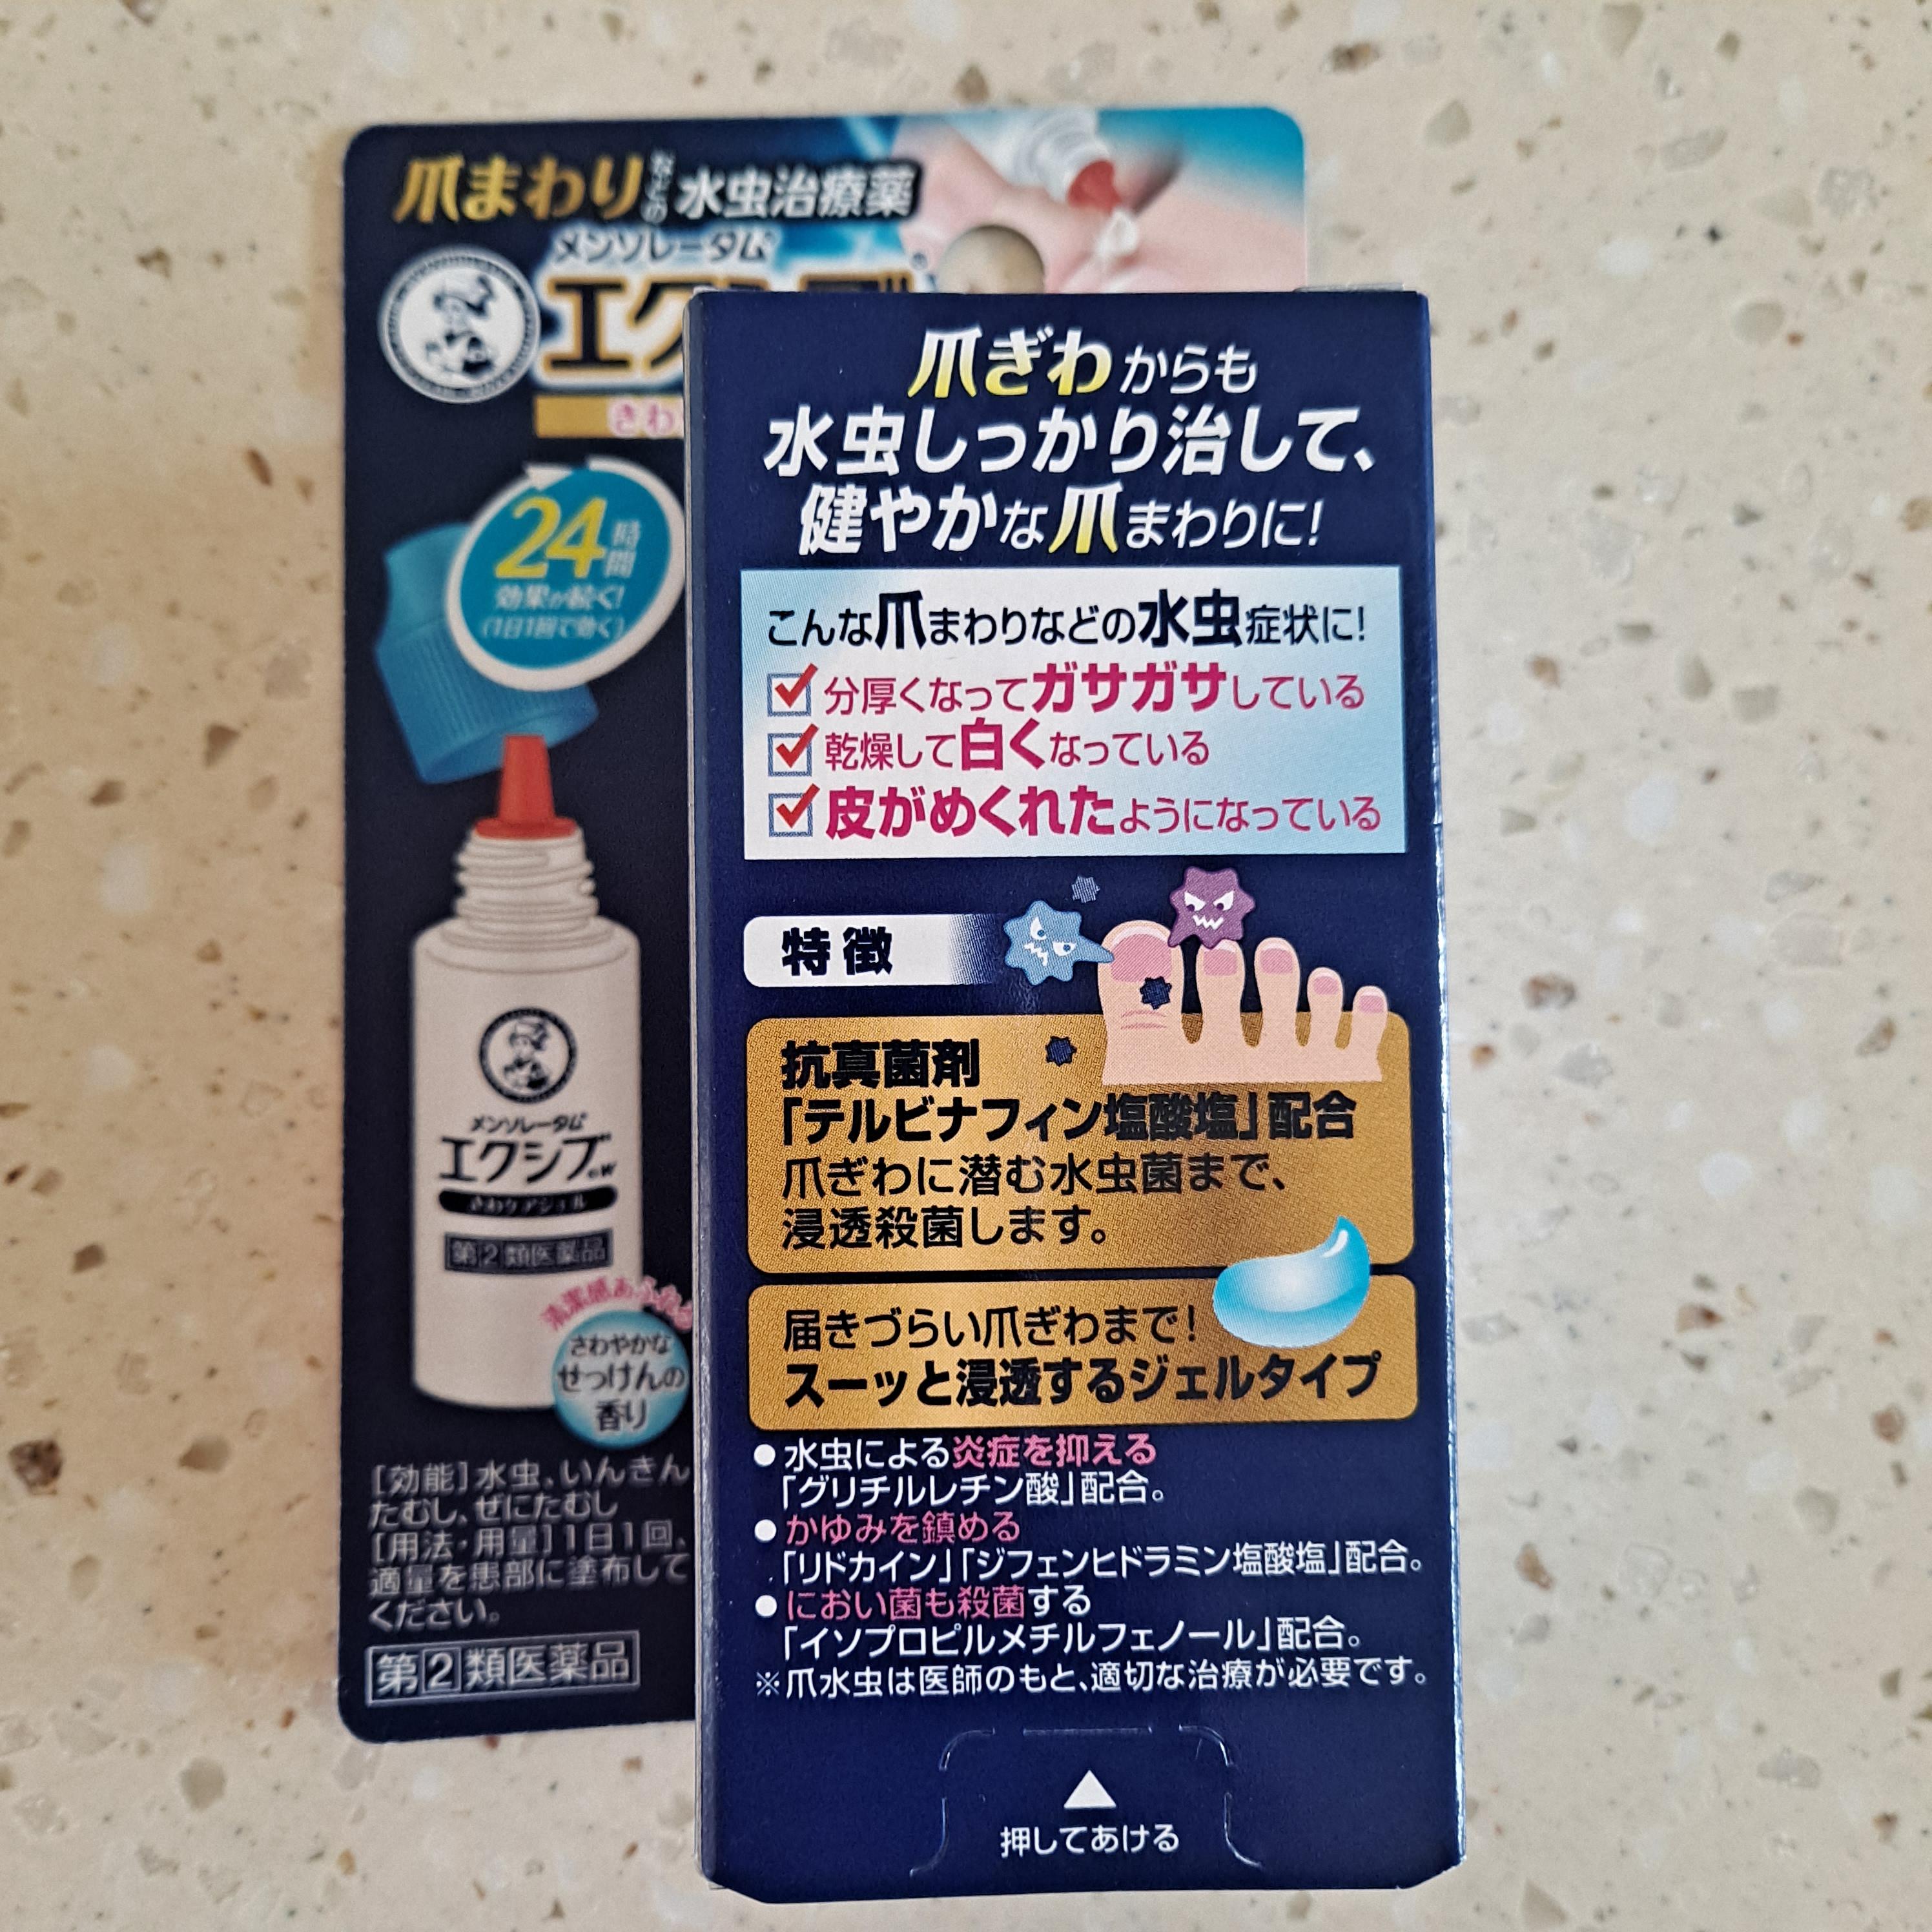 爪まわりなどの水虫治療薬
メンソレータム
エク
きわ
24時間
効果が続く!
(1日1回で効く)
メンソレータム
エクシブW
きわケアジェル
第2類医薬品
清潔感あふれる
さわやかな
せっけんの
香り
[効能]水虫、いんきん
たむし、ぜにたむし
[用法・用量]1日1回、
適量を患部に塗布して
ください。
第2類医薬品
爪ぎわからも
水虫しっかり治して、
健やかな爪まわりに!
こんな爪まわりなどの水虫症状に!
分厚くなってガサガサしている
乾燥して白くなっている
皮がめくれたようになっている
特徴
抗真菌剤
「テルビナフィン塩酸塩」配合
爪ぎわに潜む水虫菌まで、
浸透殺菌します。
届きづらい爪ぎわまで!
スーッと浸透するジェルタイプ
●水虫による炎症を抑える
「グリチルレチン酸」配合。
●かゆみを鎮める
「リドカイン」「ジフェンヒドラミン塩酸塩」配合。
●におい菌も殺菌する
「イソプロピルメチルフェノール」配合。
※爪水虫は医師のもと、適切な治療が必要です。
押してあける